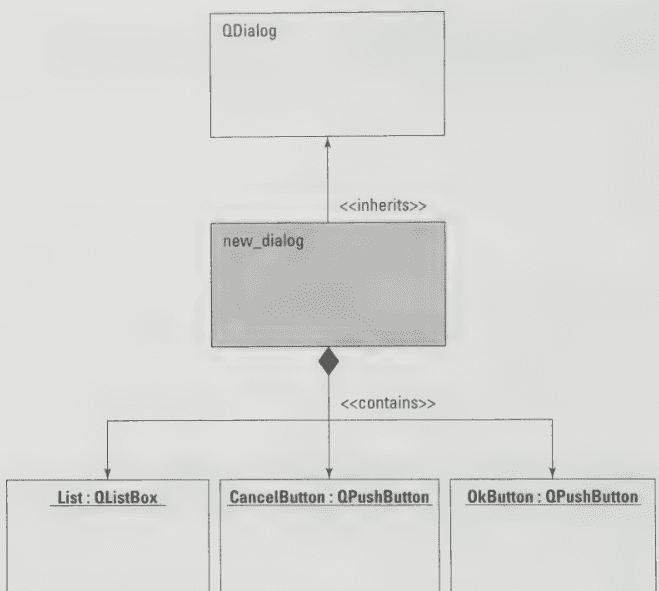 QDialog
<<inherits>>
new_dialog
<<contains>>
List : QListBox
CancelButton : QPushButton
OkButton : QPushButton